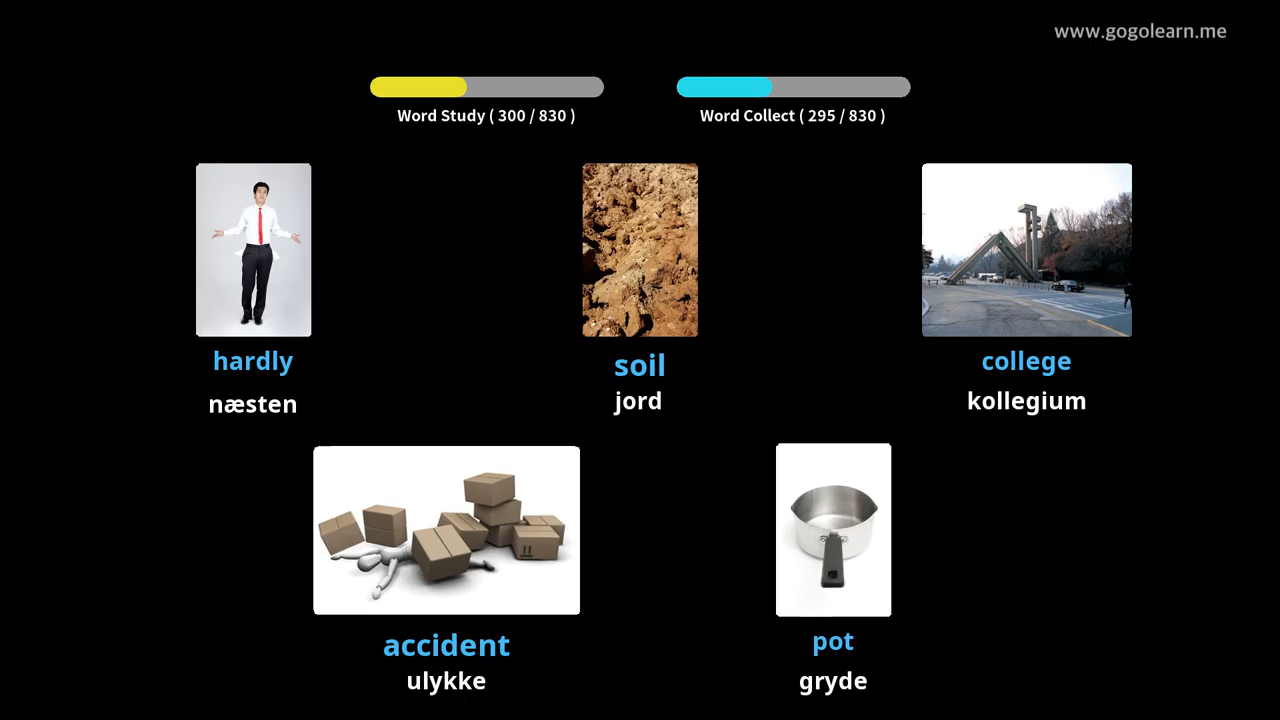 www.gogolearn.me
Word Study ( 300 / 830 )
Word Collect ( 295 / 830 )
hardly
næsten
soil
jord
college
kollegium
accident
ulykke
pot
gryde